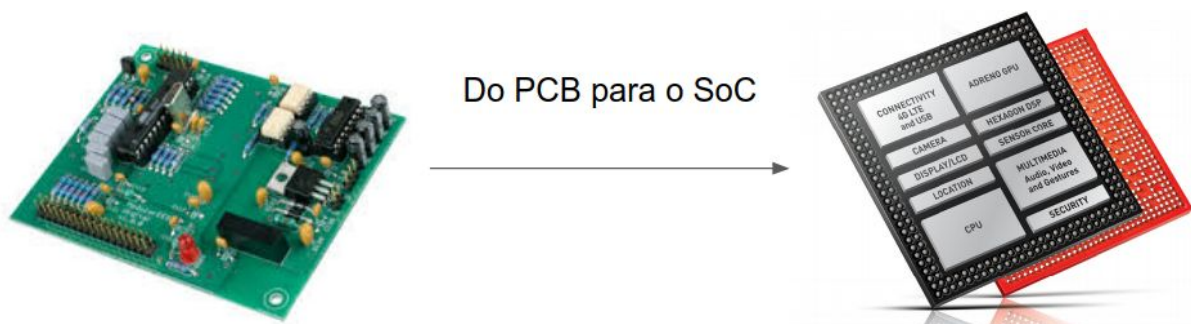 Do PCB para o SoC
CONNECTIVITY
4G LTE
and USB
ADRENO GPU
CAMERA
HEXAGON DSP
DISPLAY/LCD
SENSOR CORE
LOCATION
MULTIMEDIA
Audio, Video
and Gestures
CPU
SECURITY